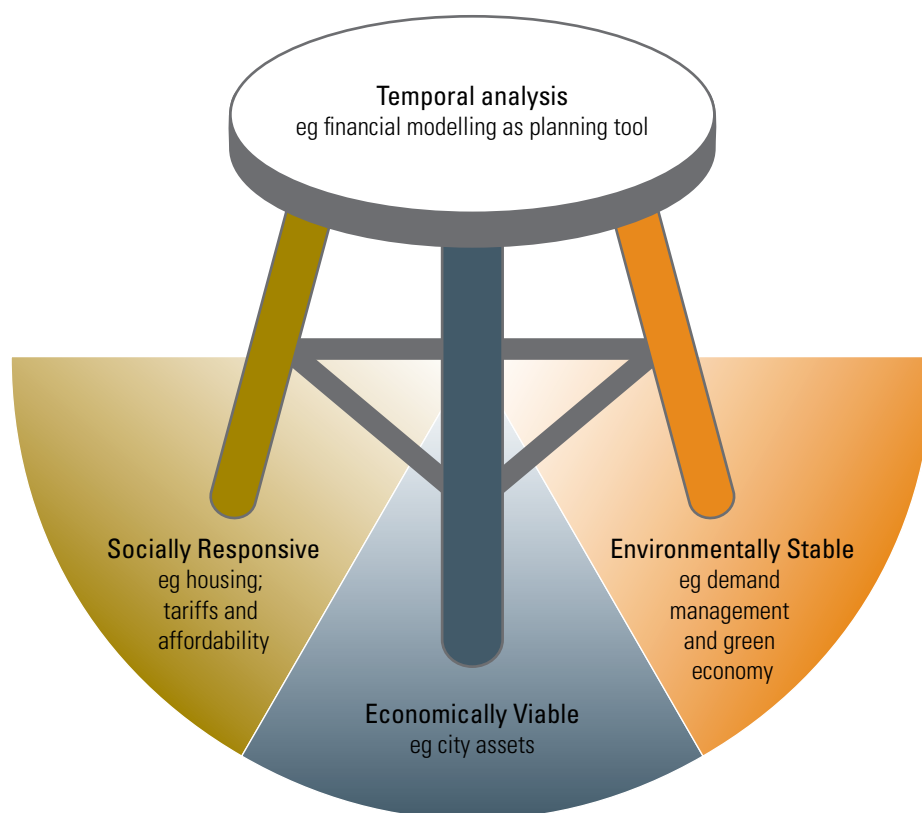 Temporal analysis
eg financial modelling as planning tool
Socially Responsive
eg housing;
tariffs and
affordability
Economically Viable
eg city assets
Environmentally Stable
eg demand
management
and green
economy